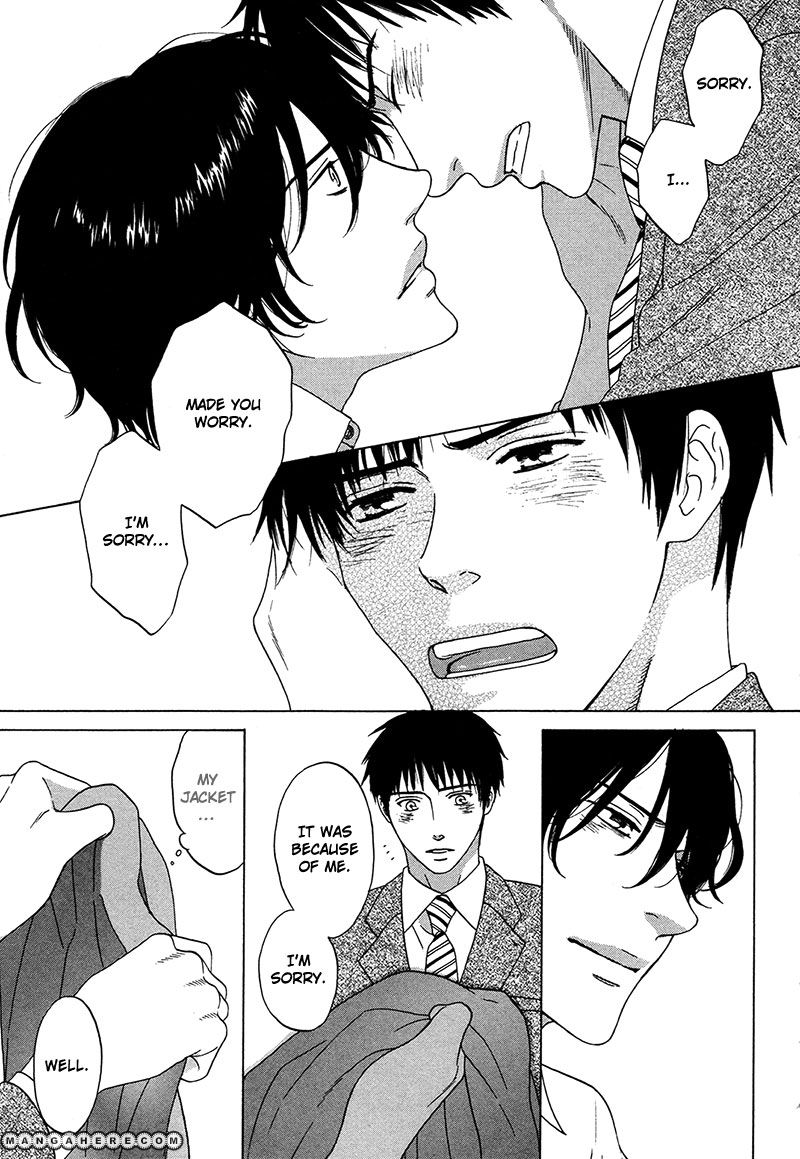 SORRY.
I...
MADE YOU
WORRY.
I'M
SORRY...
IT WAS
BECAUSE
OF ME.
I'M
SORRY.
MY
JACKET
...
WELL.
MANGAHERE.COM